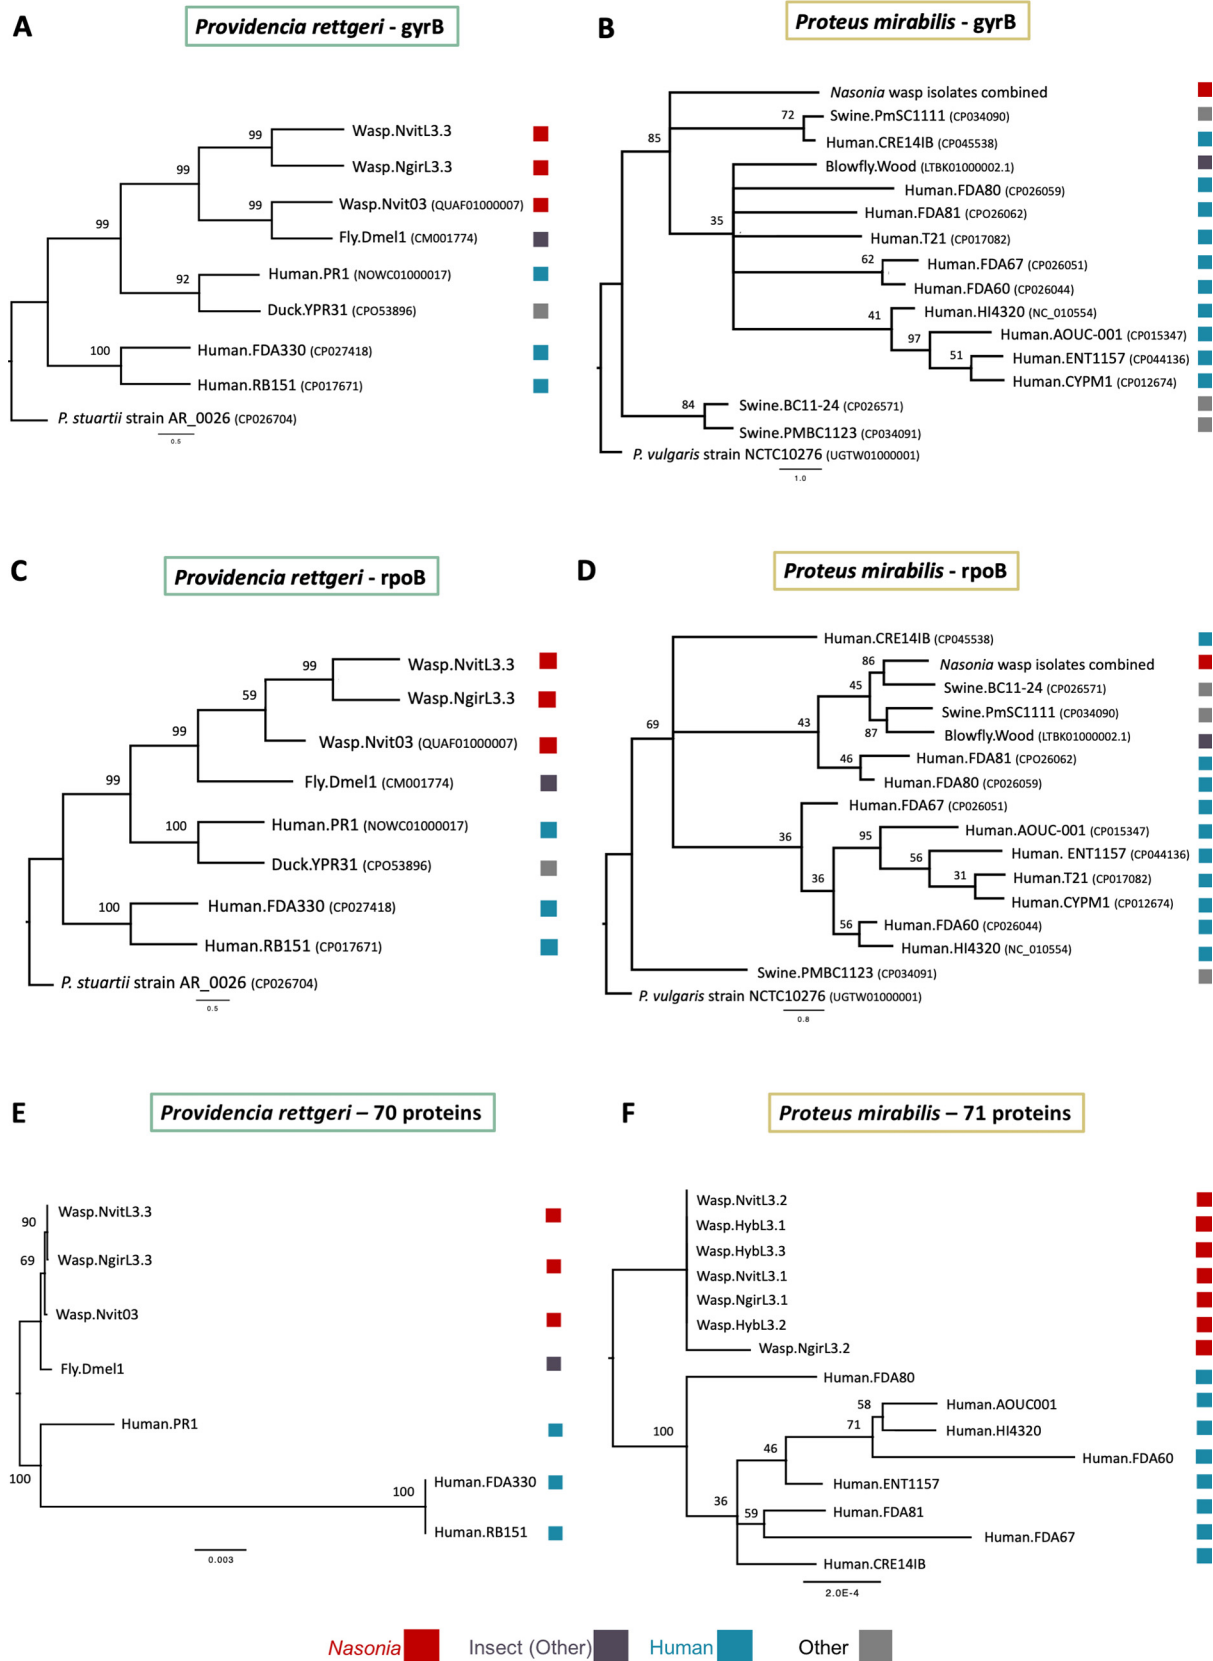 A
Providencia rettgeri - gyrB
99
99
99
99
92
100
Wasp.NvitL3.3
Wasp.NgirL3.3
Wasp.Nvit03 (QUAF01000007)
Fly.Dmel1 (CM001774)
Human.PR1 (NOWC01000017)
Duck.YPR31 (CPO53896)
Human.FDA330 (CP027418)
Human.RB151 (CP017671)
P. stuartii strain AR_0026 (CP026704)
0.5
B
Proteus mirabilis - gyrB
85
72
35
62
41
97
51
84
Nasonia wasp isolates combined
Swine.PmSC1111 (CP034090)
Human.CRE14IB (CP045538)
Blowfly.Wood (LTBK01000002.1)
Human.FDA80 (CP026059)
Human.FDA81 (CPO26062)
Human.T21 (CP017082)
Human.FDA67 (CP026051)
Human.FDA60 (CP026044)
Human.HI4320 (NC_010554)
Human.AOUC-001 (CP015347)
Human.ENT1157 (CP044136)
Human.CYPM1 (CP012674)
Swine.BC11-24 (CP026571)
Swine.PMBC1123 (CP034091)
P. vulgaris strain NCTC10276 (UGTW01000001)
1.0
C
Providencia rettgeri - rpoB
99
59
99
99
100
100
Wasp.NvitL3.3
Wasp.NgirL3.3
Wasp.Nvit03 (QUAF01000007)
Fly.Dmel1 (CM001774)
Human.PR1 (NOWC01000017)
Duck.YPR31 (CPO53896)
Human.FDA330 (CP027418)
Human.RB151 (CP017671)
P. stuartii strain AR_0026 (CP026704)
0.5
D
Proteus mirabilis - rpoB
69
86
45
43
87
46
36
95
56
36
31
56
Human.CRE14IB (CP045538)
Nasonia wasp isolates combined
Swine.BC11-24 (CP026571)
Swine.PmSC1111 (CP034090)
Blowfly.Wood (LTBK01000002.1)
Human.FDA81 (CPO26062)
Human.FDA80 (CP026059)
Human.FDA67 (CP026051)
Human.AOUC-001 (CP015347)
Human. ENT1157 (CP044136)
Human.T21 (CP017082)
Human.CYPM1 (CP012674)
Human.FDA60 (CP026044)
Human.HI4320 (NC_010554)
Swine.PMBC1123 (CP034091)
P. vulgaris strain NCTC10276 (UGTW01000001)
0.8
E
Providencia rettgeri – 70 proteins
90
69
100
100
Wasp.NvitL3.3
Wasp.NgirL3.3
Wasp.Nvit03
Fly.Dmel1
Human.PR1
Human.FDA330
Human.RB151
0.003
F
Proteus mirabilis – 71 proteins
100
58
71
46
36
59
Wasp.NvitL3.2
Wasp.HybL3.1
Wasp.HybL3.3
Wasp.NvitL3.1
Wasp.NgirL3.1
Wasp.HybL3.2
Wasp.NgirL3.2
Human.FDA80
Human.AOUC001
Human.HI4320
Human.FDA60
Human.ENT1157
Human.FDA81
Human.FDA67
Human.CRE14IB
2.0E-4
Nasonia
Insect (Other)
Human
Other